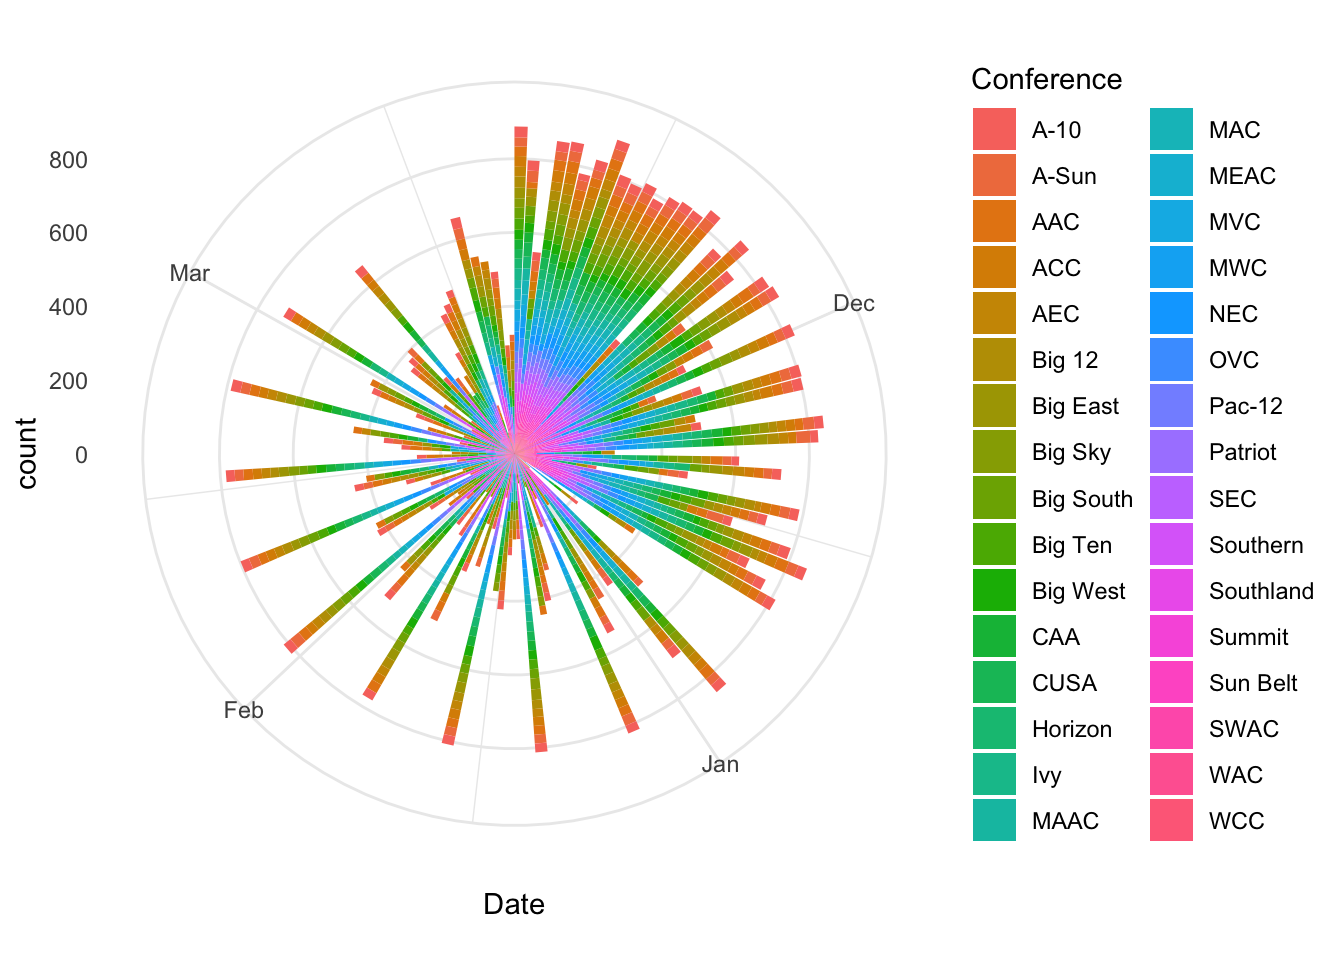 Conference
A-10
A-Sun
AAC
ACC
AEC
Big 12
Big East
Big Sky
Big South
Big Ten
Big West
CAA
CUSA
Horizon
Ivy
MAAC
MAC
MEAC
MVC
MWC
NEC
OVC
Pac-12
Patriot
SEC
Southern
Southland
Summit
Sun Belt
SWAC
WAC
WCC
800
600
400
200
0
count
Mar
Dec
Feb
Jan
Date